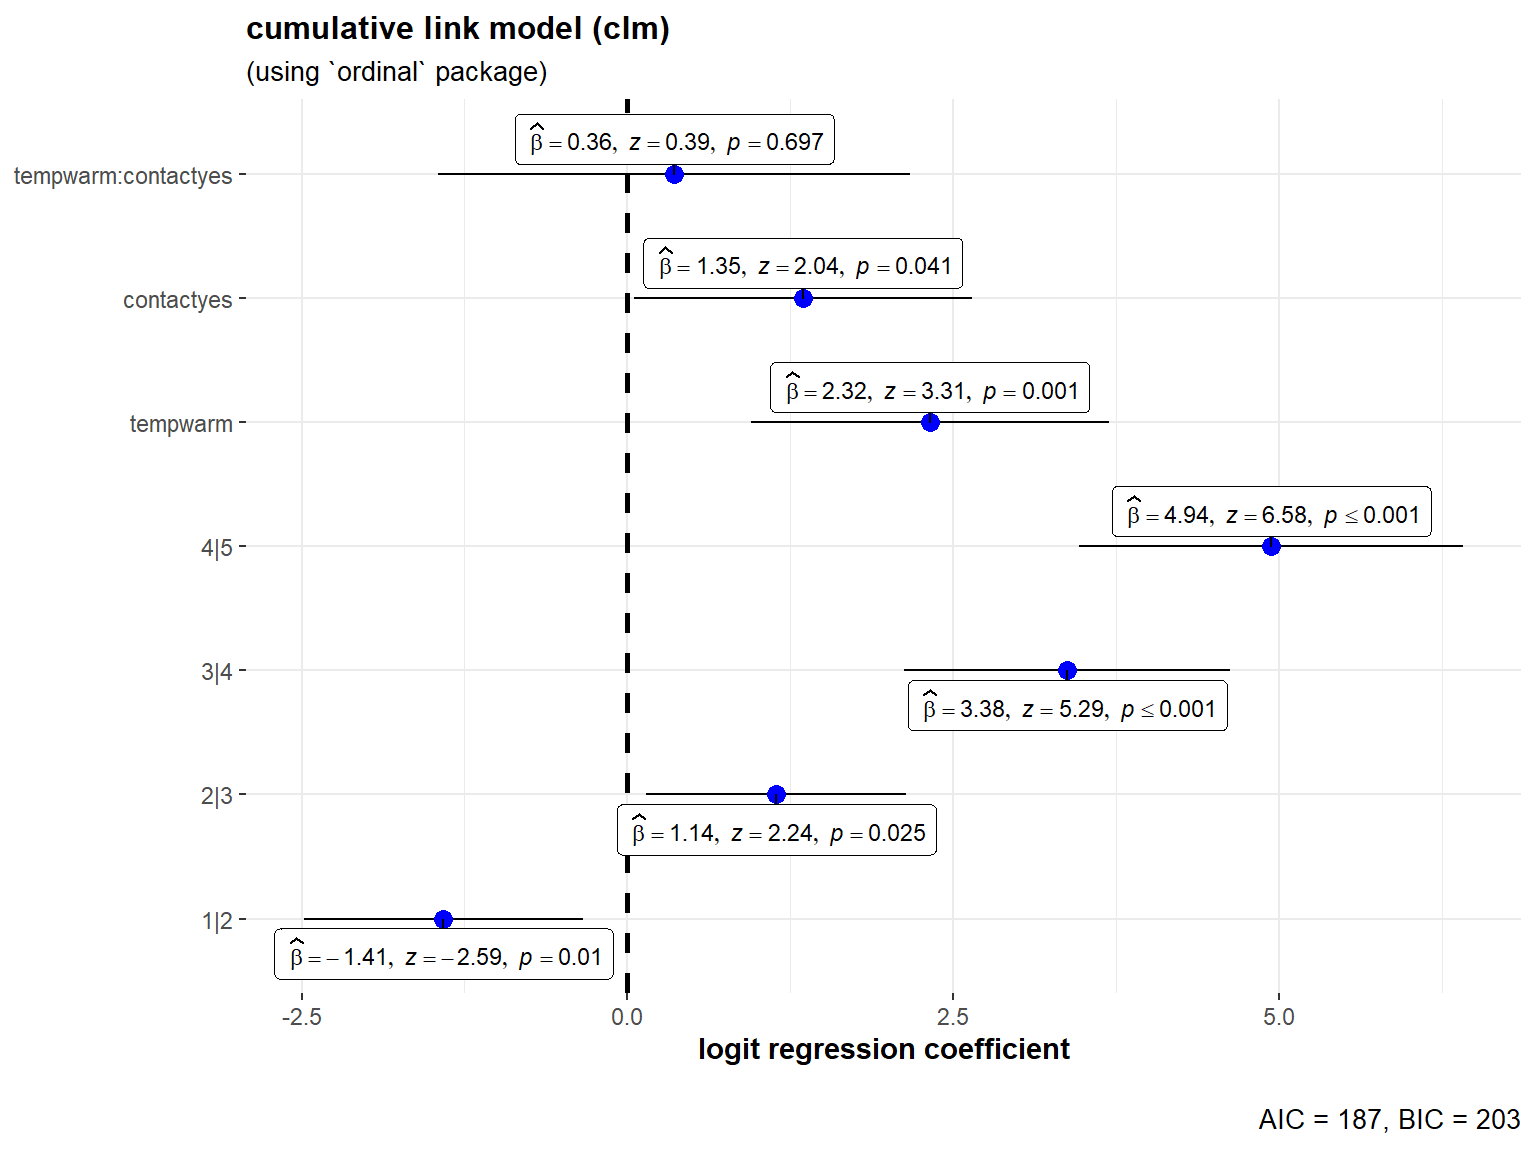 cumulative link model (clm)
(using `ordinal` package)
tempwarm:contactyes
β̂ = 0.36, z = 0.39, p = 0.697
contactyes
β̂ = 1.35, z = 2.04, p = 0.041
tempwarm
β̂ = 2.32, z = 3.31, p = 0.001
4|5
β̂ = 4.94, z = 6.58, p ≤ 0.001
3|4
β̂ = 3.38, z = 5.29, p ≤ 0.001
2|3
β̂ = 1.14, z = 2.24, p = 0.025
1|2
β̂ = −1.41, z = −2.59, p = 0.01
-2.5 0.0 2.5 5.0
logit regression coefficient
AIC = 187, BIC = 203